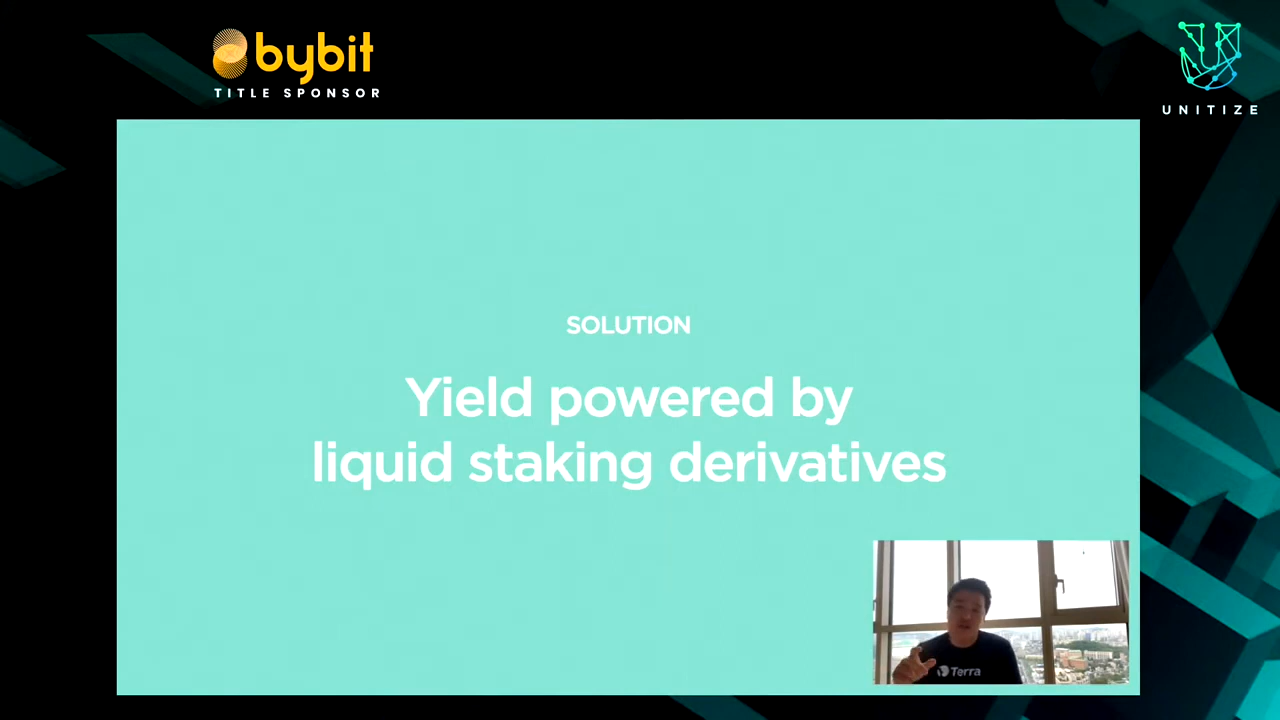 bybit
TITLE SPONSOR
UNITIZE
SOLUTION
Yield powered by
liquid staking derivatives
Terra